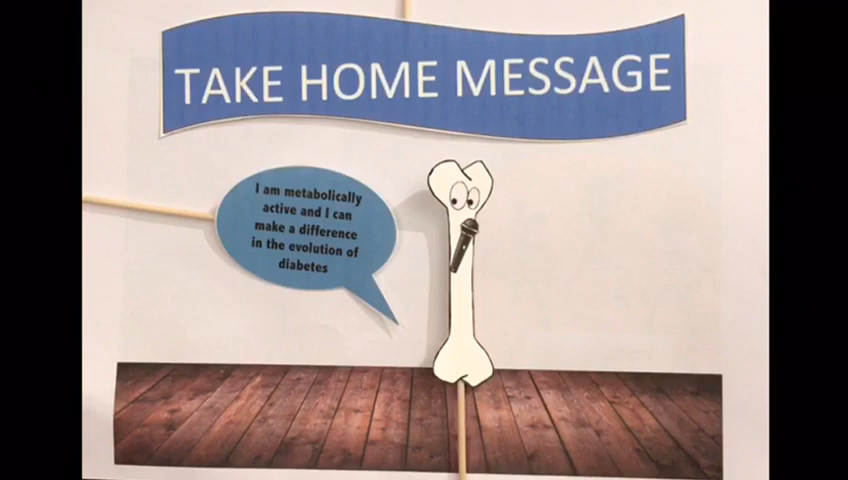 TAKE HOME MESSAGE
I am metabolically
active and I can
make a difference
in the evolution of
diabetes